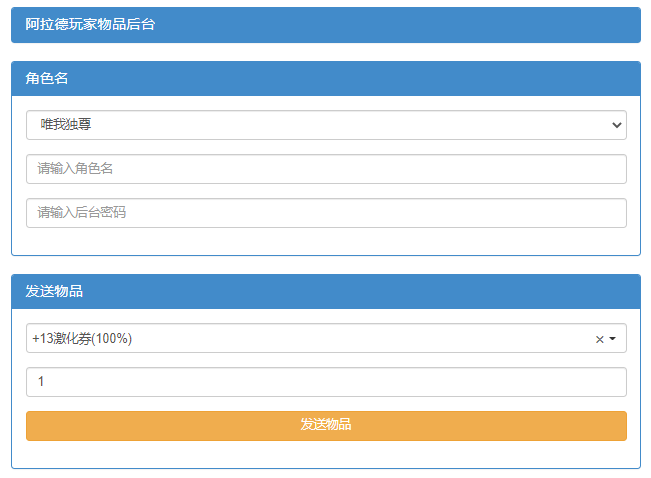 阿拉德玩家物品后台
角色名
唯我独尊
请输入角色名
请输入后台密码
发送物品
+13激化券(100%)
1
发送物品